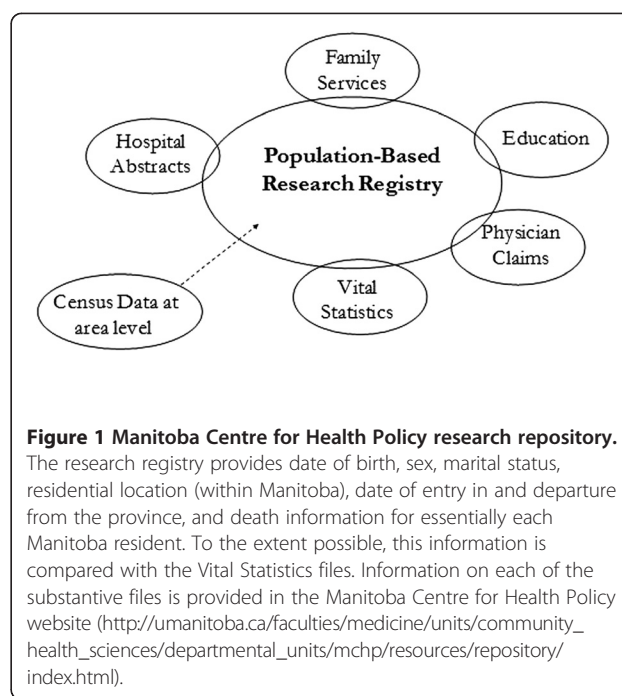 Family
Services
Hospital
Abstracts
Population-Based
Research Registry
Education
Physician
Claims
Vital
Statistics
Census Data at
area level
Figure 1 Manitoba Centre for Health Policy research repository.
The research registry provides date of birth, sex, marital status,
residential location (within Manitoba), date of entry in and departure
from the province, and death information for essentially each
Manitoba resident. To the extent possible, this information is
compared with the Vital Statistics files. Information on each of the
substantive files is provided in the Manitoba Centre for Health Policy
website (http://umanitoba.ca/faculties/medicine/units/community_
health_sciences/departmental_units/mchp/resources/repository/
index.html).